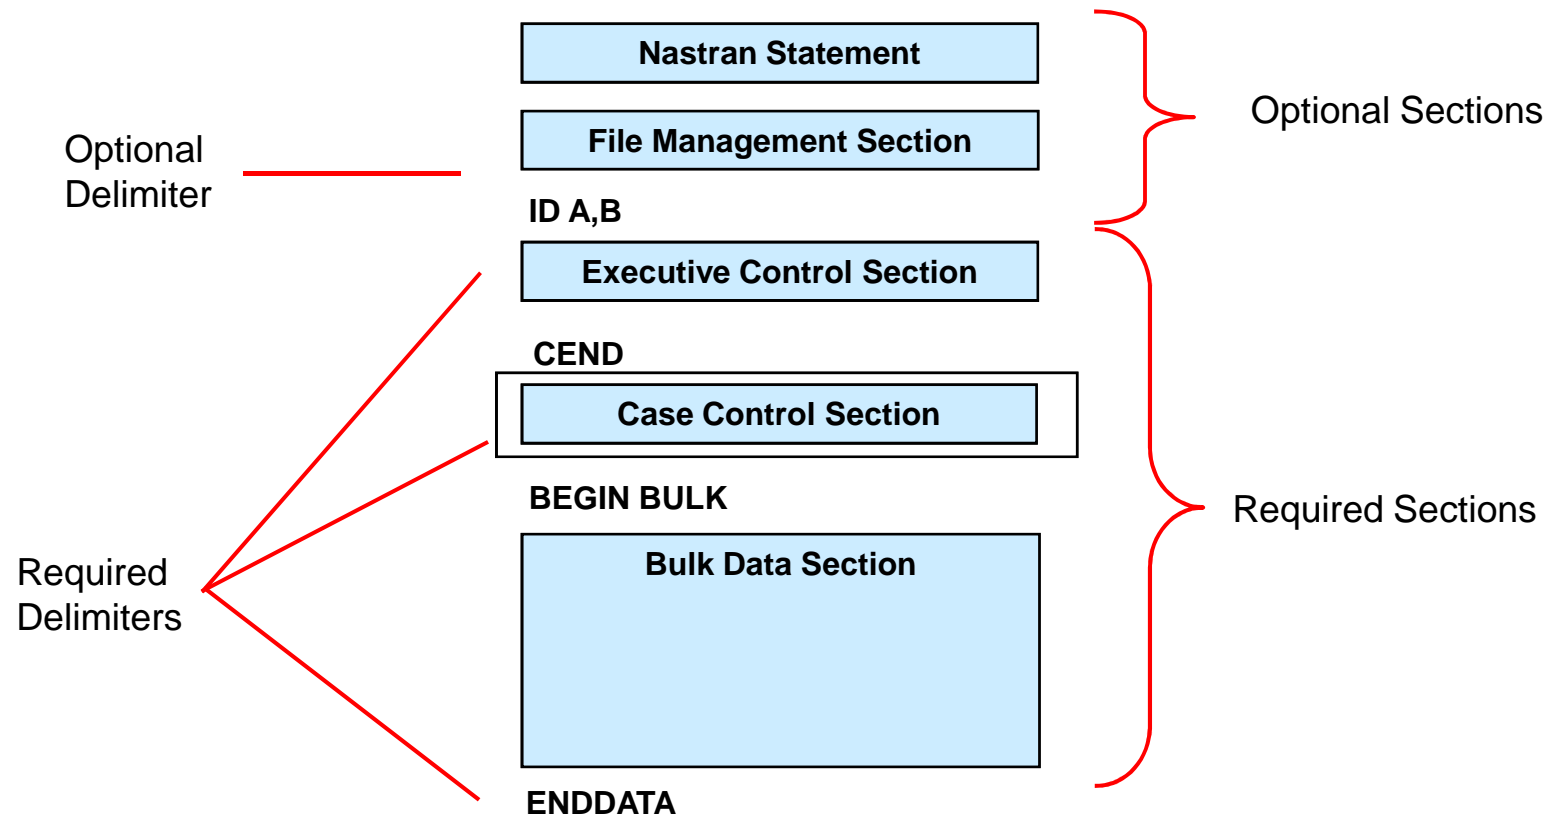 Nastran Statement
Optional Sections
File Management Section
Optional
Delimiter
ID A,B
Executive Control Section
CEND
Case Control Section
BEGIN BULK
Required Sections
Bulk Data Section
Required
Delimiters
ENDDATA